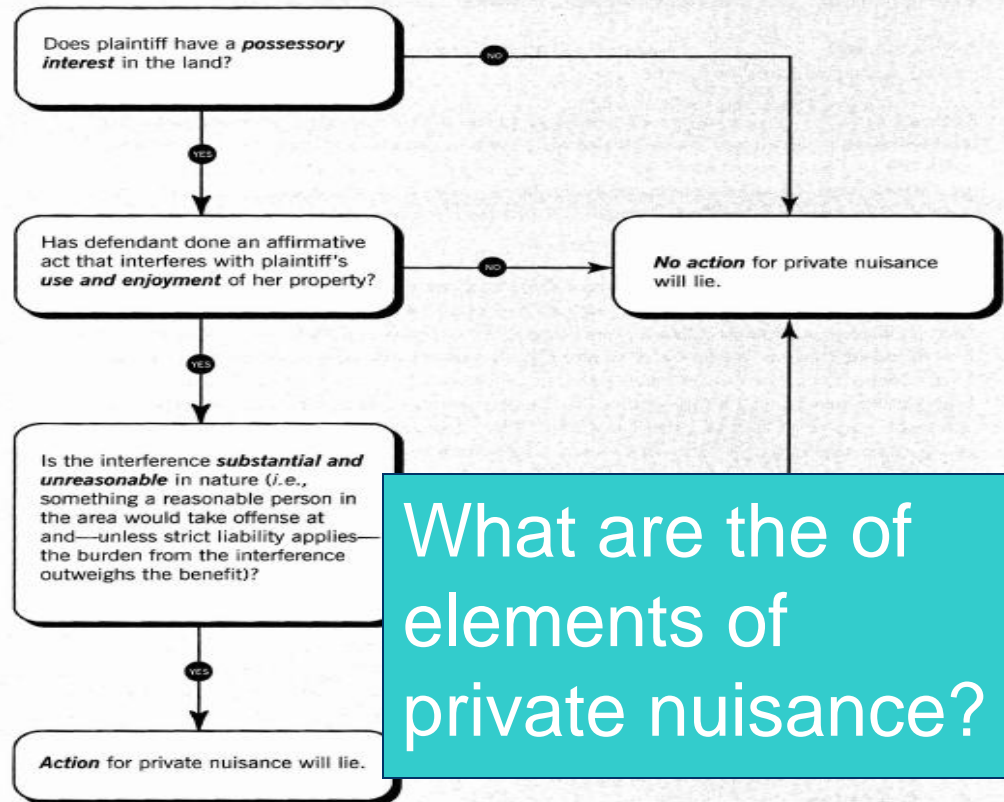 Does plaintiff have a possessory
interest in the land?
NO
YES
Has defendant done an affirmative
act that interferes with plaintiff's
use and enjoyment of her property?
NO
No action for private nuisance
will lie.
YES
Is the interference substantial and
unreasonable in nature (i.e.,
something a reasonable person in
the area would take offense at
and—unless strict liability applies—
the burden from the interference
outweighs the benefit)?
What are the of
elements of
private nuisance?
YES
Action for private nuisance will lie.